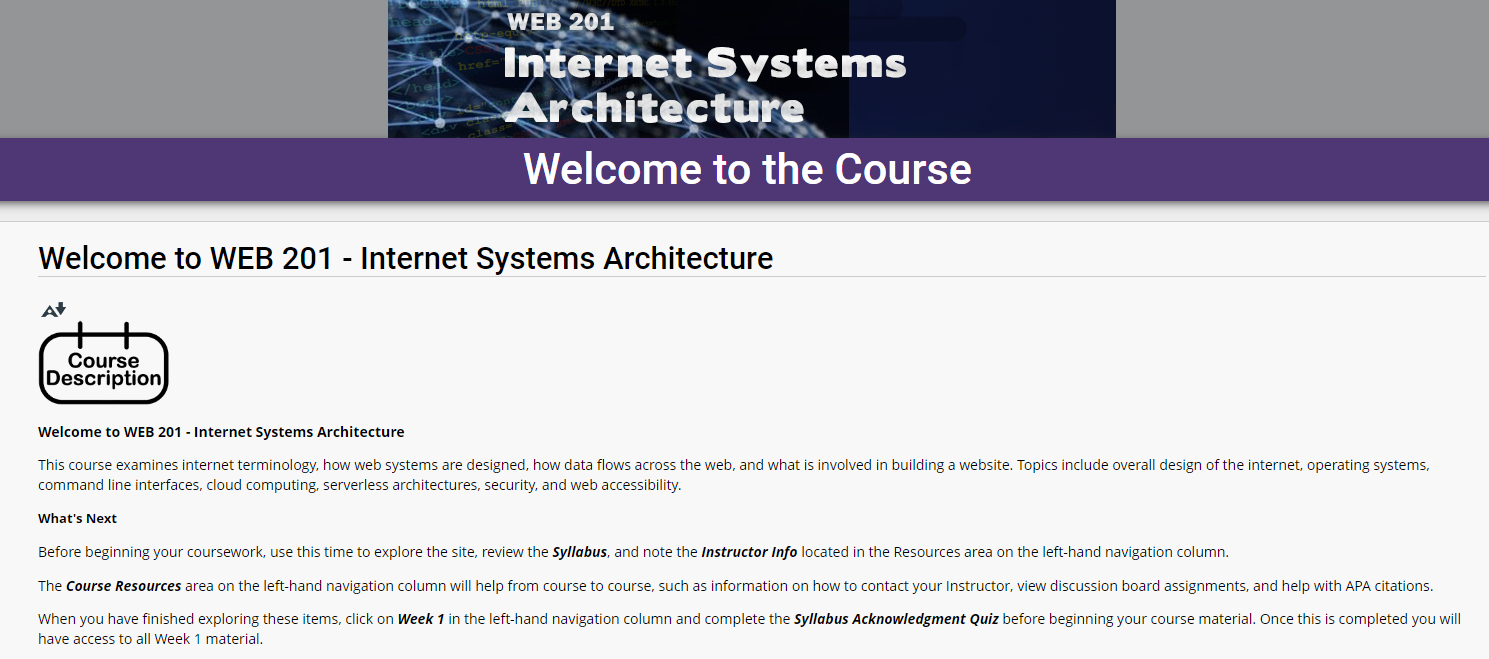 WEB 201
Internet Systems
Architecture
Welcome to the Course
Welcome to WEB 201 - Internet Systems Architecture
Course
Description
Welcome to WEB 201 - Internet Systems Architecture
This course examines internet terminology, how web systems are designed, how data flows across the web, and what is involved in building a website. Topics include overall design of the internet, operating systems,
command line interfaces, cloud computing, serverless architectures, security, and web accessibility.
What's Next
Before beginning your coursework, use this time to explore the site, review the Syllabus, and note the Instructor Info located in the Resources area on the left-hand navigation column.
The Course Resources area on the left-hand navigation column will help from course to course, such as information on how to contact your Instructor, view discussion board assignments, and help with APA citations.
When you have finished exploring these items, click on Week 1 in the left-hand navigation column and complete the Syllabus Acknowledgment Quiz before beginning your course material. Once this is completed you will
have access to all Week 1 material.